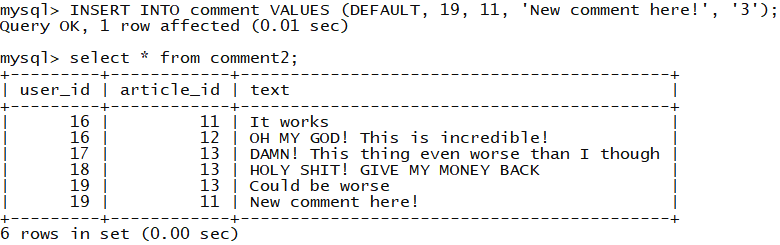 mysql> INSERT INTO comment VALUES (DEFAULT, 19, 11, 'New comment here!', '3');
Query OK, 1 row affected (0.01 sec)
mysql> select * from comment2;
+---------+------------+------------------------------------------+
| user_id | article_id | text                                     |
+---------+------------+------------------------------------------+
|      16 |         11 | It works                                 |
|      16 |         12 | OH MY GOD! This is incredible!           |
|      17 |         13 | DAMN! This thing even worse than I though |
|      18 |         13 | HOLY SHIT! GIVE MY MONEY BACK            |
|      19 |         13 | Could be worse                           |
|      19 |         11 | New comment here!                        |
+---------+------------+------------------------------------------+
6 rows in set (0.00 sec)